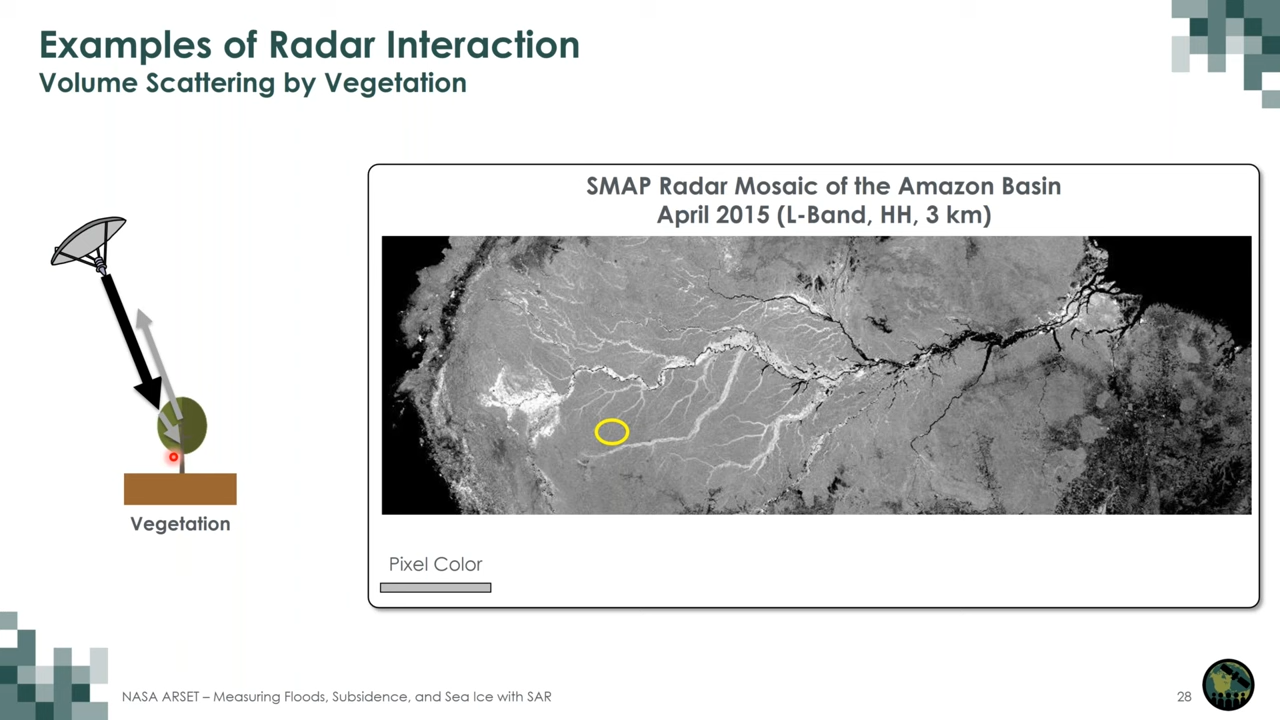 Examples of Radar Interaction
Volume Scattering by Vegetation
SMAP Radar Mosaic of the Amazon Basin
April 2015 (L-Band, HH, 3 km)
Vegetation
Pixel Color
NASA ARSET – Measuring Floods, Subsidence, and Sea Ice with SAR
28